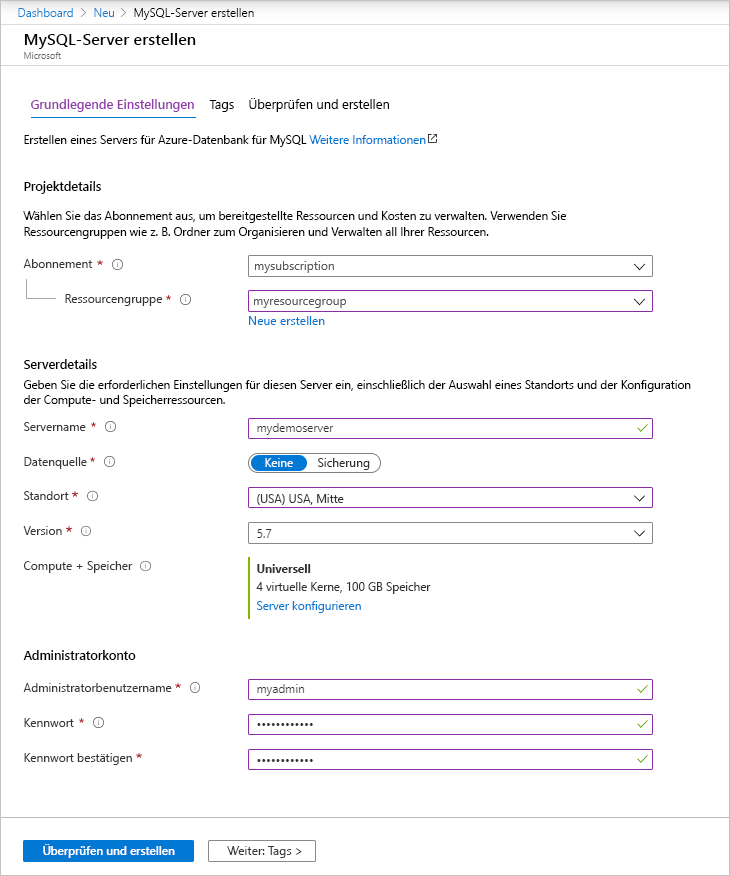 Dashboard > Neu > MySQL-Server erstellen
MySQL-Server erstellen
Microsoft
Grundlegende Einstellungen Tags Überprüfen und erstellen
Erstellen eines Servers für Azure-Datenbank für MySQL Weitere Informationen
Projektdetails
Wählen Sie das Abonnement aus, um bereitgestellte Ressourcen und Kosten zu verwalten. Verwenden Sie
Ressourcengruppen wie z. B. Ordner zum Organisieren und Verwalten all Ihrer Ressourcen.
Abonnement * mysubscription
Ressourcengruppe * myresourcegroup
Neue erstellen
Serverdetails
Geben Sie die erforderlichen Einstellungen für diesen Server ein, einschließlich der Auswahl eines Standorts und der Konfiguration
der Compute- und Speicherressourcen.
Servername * mydemoserver
Datenquelle * Keine Sicherung
Standort * (USA) USA, Mitte
Version * 5.7
Compute + Speicher Universell
4 virtuelle Kerne, 100 GB Speicher
Server konfigurieren
Administratorkonto
Administratorbenutzername * myadmin
Kennwort * ••••••••••••
Kennwort bestätigen * ••••••••••••
Überprüfen und erstellen Weiter: Tags >